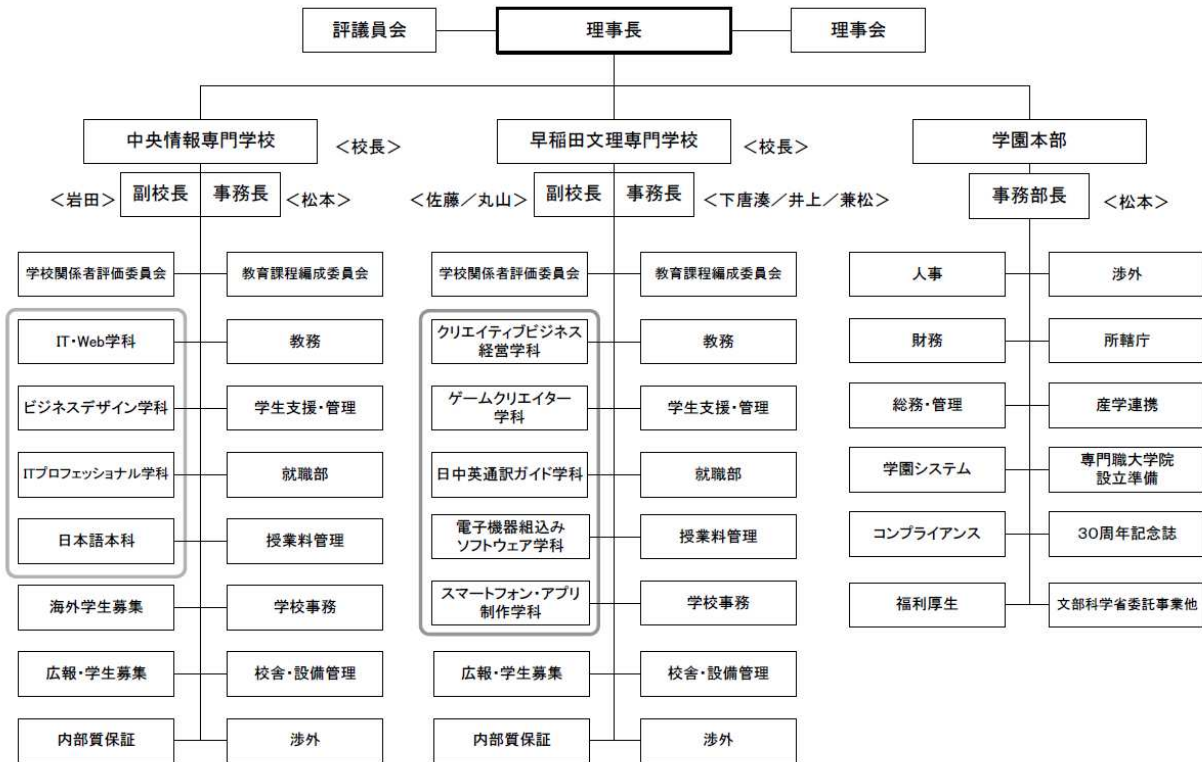 評議員会
理事長
理事会
中央情報専門学校
＜校長＞
早稲田文理専門学校
＜校長＞
学園本部
＜岩田＞
副校長
事務長
＜松本＞
＜佐藤／丸山＞
副校長
事務長
＜下唐湊／井上／兼松＞
事務部長
＜松本＞
学校関係者評価委員会
教育課程編成委員会
学校関係者評価委員会
教育課程編成委員会
人事
渉外
IT・Web学科
教務
クリエイティブビジネス
経営学科
教務
財務
所轄庁
ビジネスデザイン学科
学生支援・管理
ゲームクリエイター
学科
学生支援・管理
総務・管理
産学連携
ITプロフェッショナル学科
就職部
日中英通訳ガイド学科
就職部
学園システム
専門職大学院
設立準備
日本語本科
授業料管理
電子機器組込み
ソフトウェア学科
授業料管理
コンプライアンス
30周年記念誌
海外学生募集
学校事務
スマートフォン・アプリ
制作学科
学校事務
福利厚生
文部科学省委託事業他
広報・学生募集
校舎・設備管理
広報・学生募集
校舎・設備管理
内部質保証
渉外
内部質保証
渉外